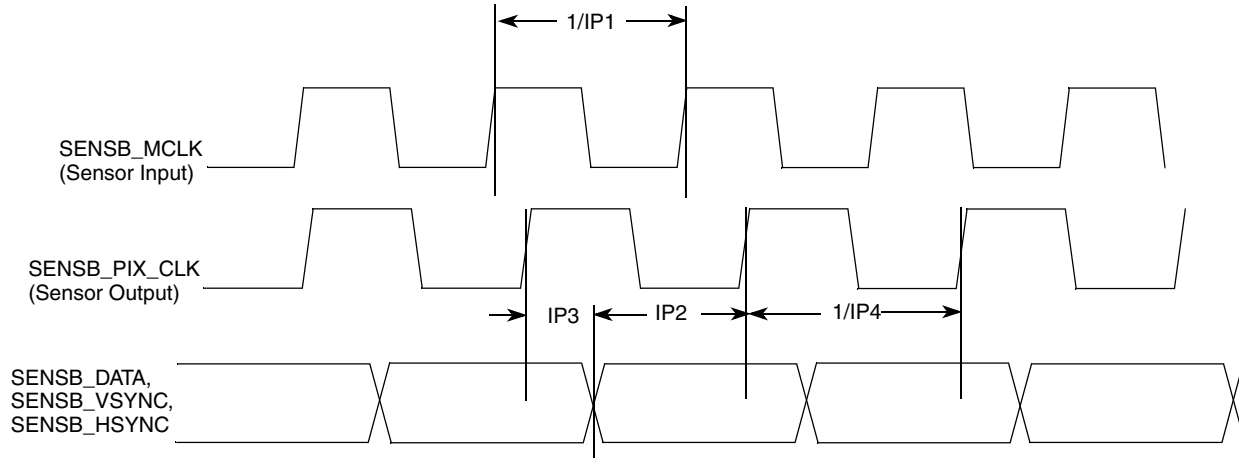 1/IP1
SENSB_MCLK
(Sensor Input)
SENSB_PIX_CLK
(Sensor Output)
IP3
IP2
1/IP4
SENSB_DATA,
SENSB_VSYNC,
SENSB_HSYNC